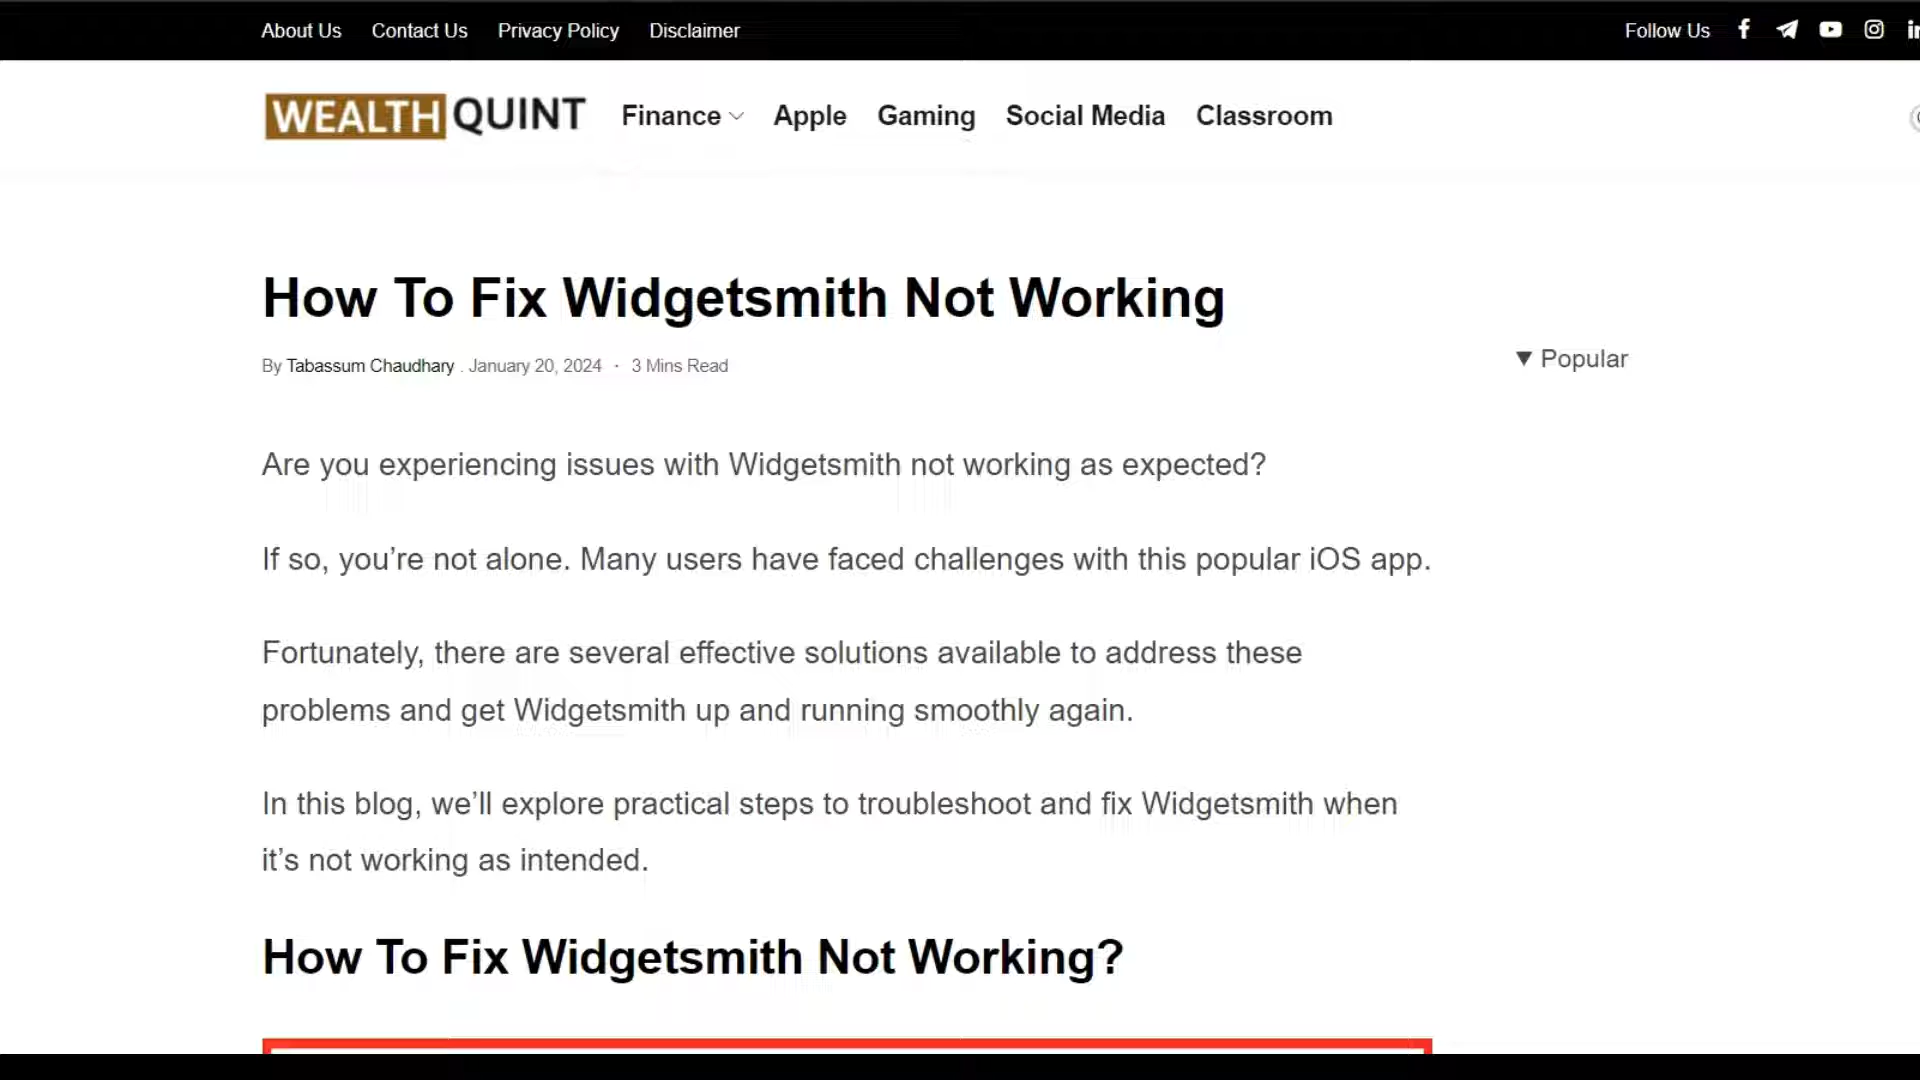 About Us Contact Us Privacy Policy Disclaimer Follow Us
WEALTH QUINT Finance Apple Gaming Social Media Classroom
How To Fix Widgetsmith Not Working
By Tabassum Chaudhary . January 20, 2024 · 3 Mins Read
▼ Popular
Are you experiencing issues with Widgetsmith not working as expected?
If so, you’re not alone. Many users have faced challenges with this popular iOS app.
Fortunately, there are several effective solutions available to address these
problems and get Widgetsmith up and running smoothly again.
In this blog, we’ll explore practical steps to troubleshoot and fix Widgetsmith when
it’s not working as intended.
How To Fix Widgetsmith Not Working?